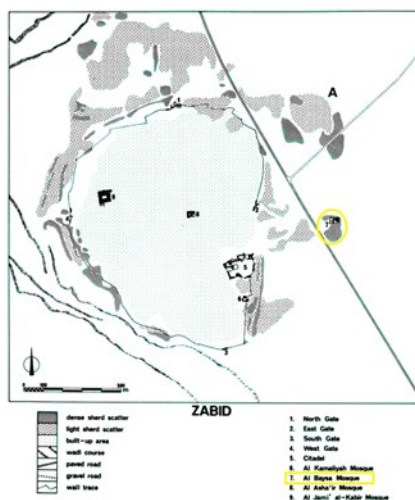 A
ZABID
dense sherd scatter
light sherd scatter
built-up area
wadi course
paved road
gravel road
wall trace
1. North Gate
2. East Gate
3. South Gate
4. West Gate
5. Citadel
6. Al Kamaliyah Mosque
7. Al Baysa Mosque
8. Al Asha'ir Mosque
9. Al Jami' al-Kabir Mosque